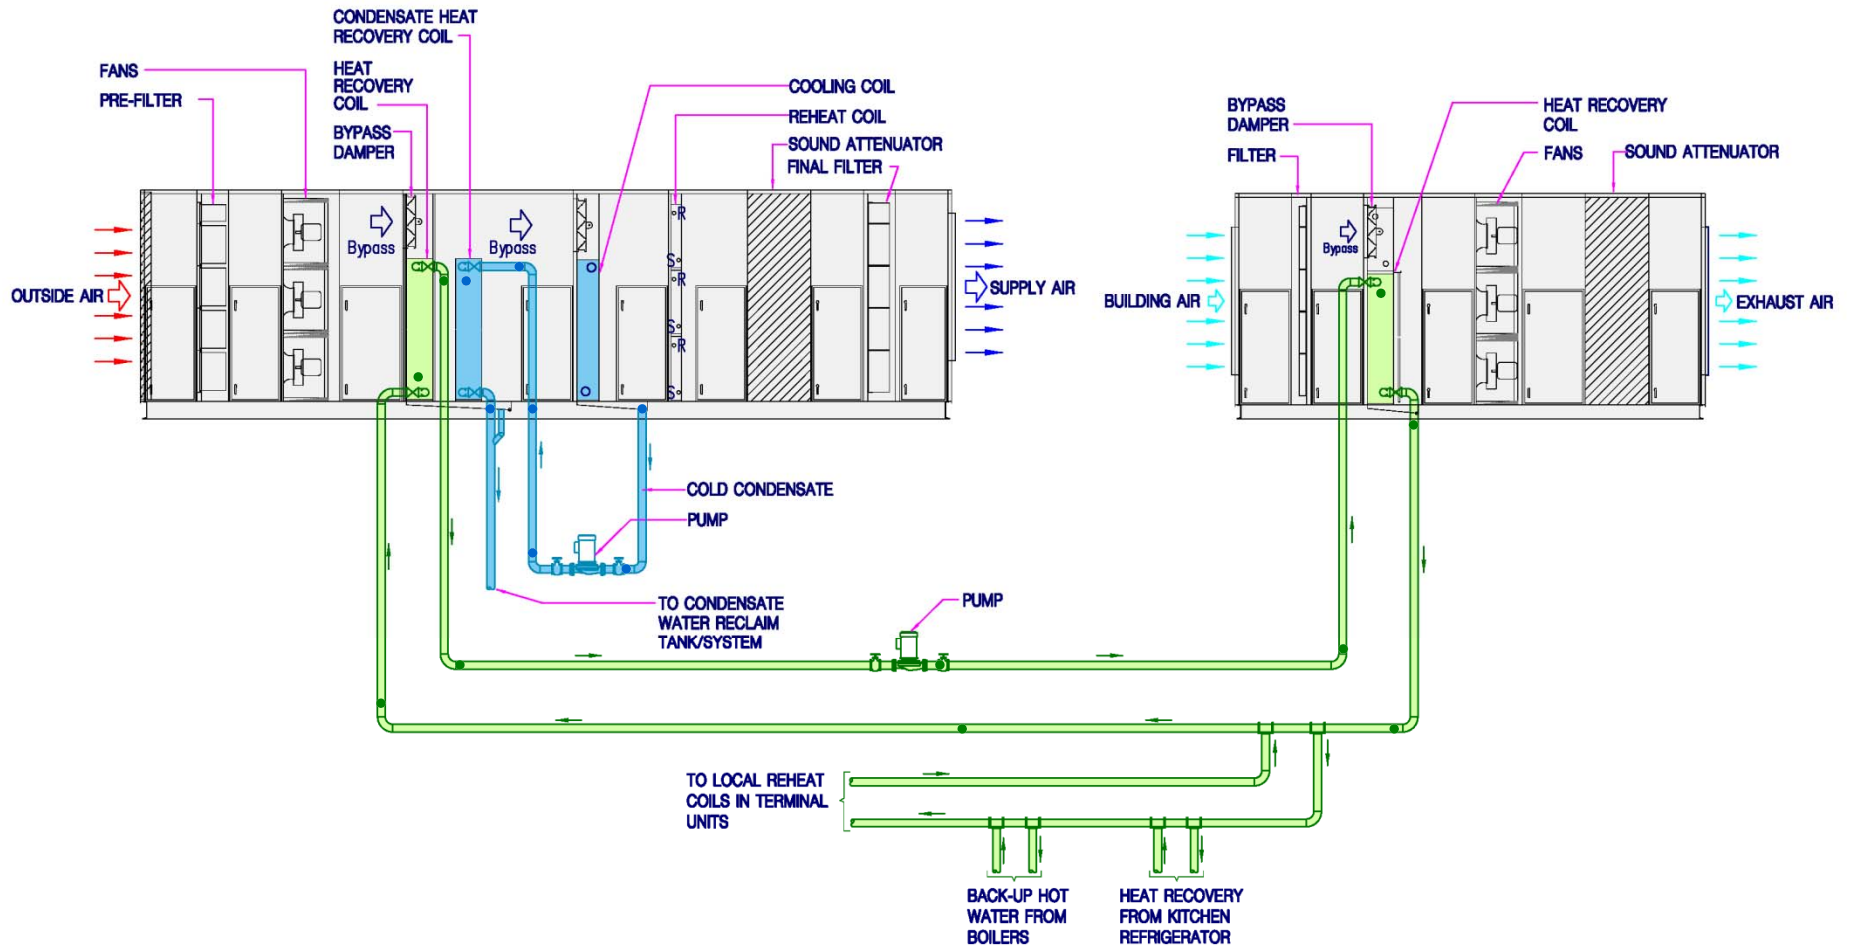 CONDENSATE HEAT
RECOVERY COIL
FANS
PRE-FILTER
HEAT
RECOVERY
COIL
BYPASS
DAMPER
COOLING COIL
REHEAT COIL
SOUND ATTENUATOR
FINAL FILTER
BYPASS
DAMPER
FILTER
HEAT RECOVERY
COIL
FANS
SOUND ATTENUATOR
Bypass
Bypass
R
S
R
S
R
S
Bypass
OUTSIDE AIR
SUPPLY AIR
BUILDING AIR
EXHAUST AIR
COLD CONDENSATE
PUMP
TO CONDENSATE
WATER RECLAIM
TANK/SYSTEM
PUMP
TO LOCAL REHEAT
COILS IN TERMINAL
UNITS
BACK-UP HOT
WATER FROM
BOILERS
HEAT RECOVERY
FROM KITCHEN
REFRIGERATOR